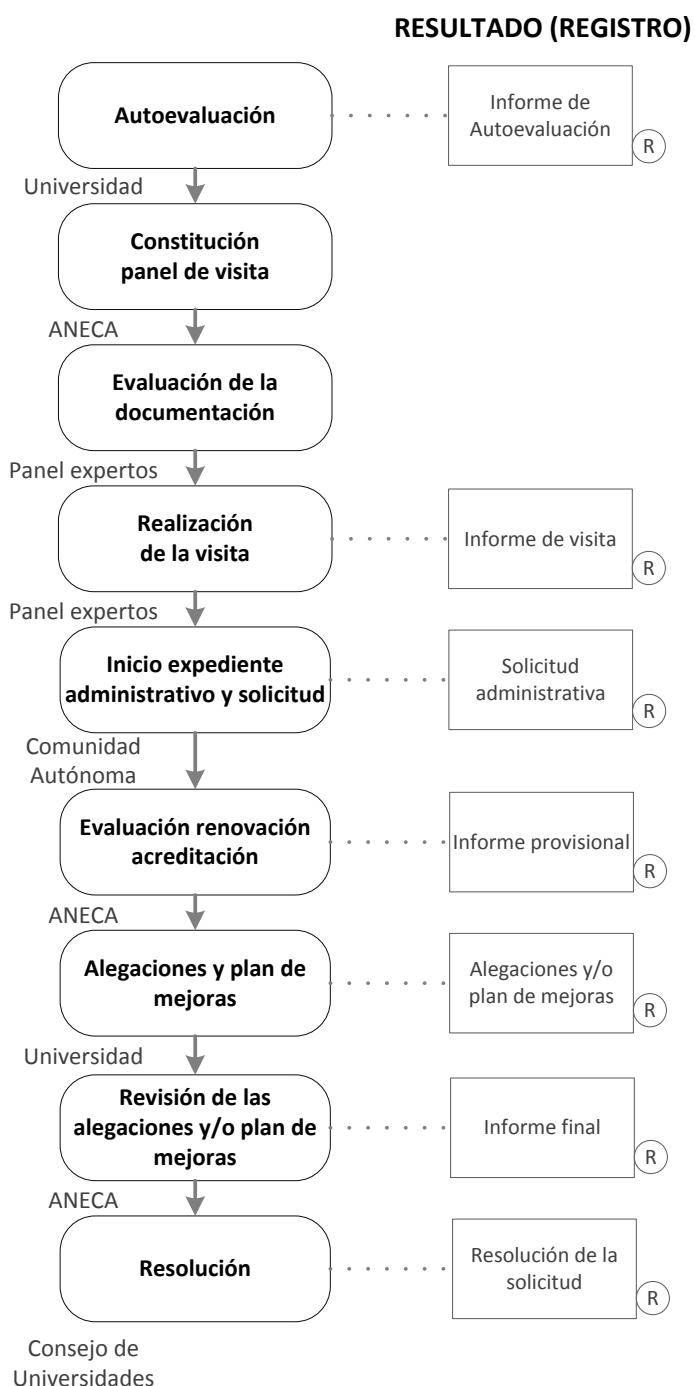 RESULTADO (REGISTRO)
Autoevaluación
Informe de
Autoevaluación
R
Universidad
Constitución
panel de visita
ANECA
Evaluación de la
documentación
Panel expertos
Realización
de la visita
Informe de visita
R
Panel expertos
Inicio expediente
administrativo y solicitud
Solicitud
administrativa
R
Comunidad
Autónoma
Evaluación renovación
acreditación
Informe provisional
R
ANECA
Alegaciones y plan de
mejoras
Alegaciones y/o
plan de mejoras
R
Universidad
Revisión de las
alegaciones y/o plan de
mejoras
Informe final
R
ANECA
Resolución
Resolución de la
solicitud
R
Consejo de
Universidades